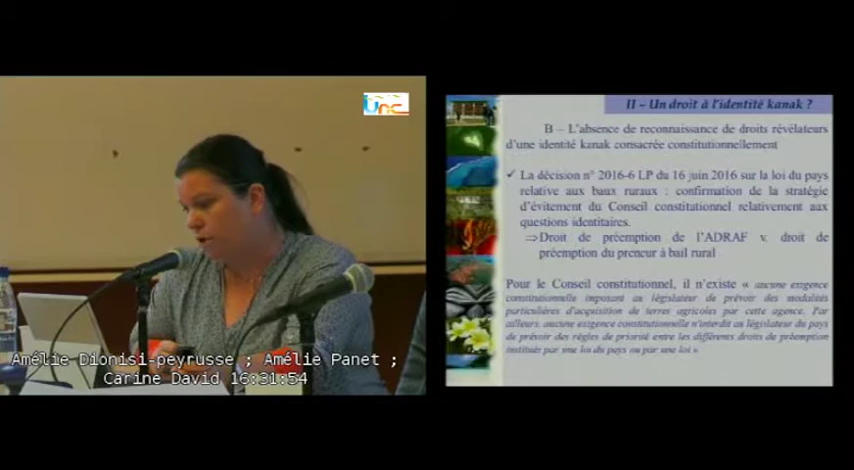 unc
Amélie Dionisi-peyrusse ; Amélie Panet ;
Carine David 16:31:54
II – Un droit à l'identité kanak ?
B – L'absence de reconnaissance de droits révélateurs
d'une identité kanak consacrée constitutionnellement
✓ La décision n° 2016-6 LP du 16 juin 2016 sur la loi du pays
relative aux baux ruraux : confirmation de la stratégie
d'évitement du Conseil constitutionnel relativement aux
questions identitaires.
⇒Droit de préemption de l'ADRAF v. droit de
préemption du preneur à bail rural
Pour le Conseil constitutionnel, il n'existe « aucune exigence
constitutionnelle imposant au législateur de prévoir des modalités
particulières d'acquisition de terres agricoles par cette agence. Par
ailleurs, aucune exigence constitutionnelle n'interdit au législateur du pays
de prévoir des règles de priorité entre les différents droits de préemption
institués par une loi du pays ou par une loi »